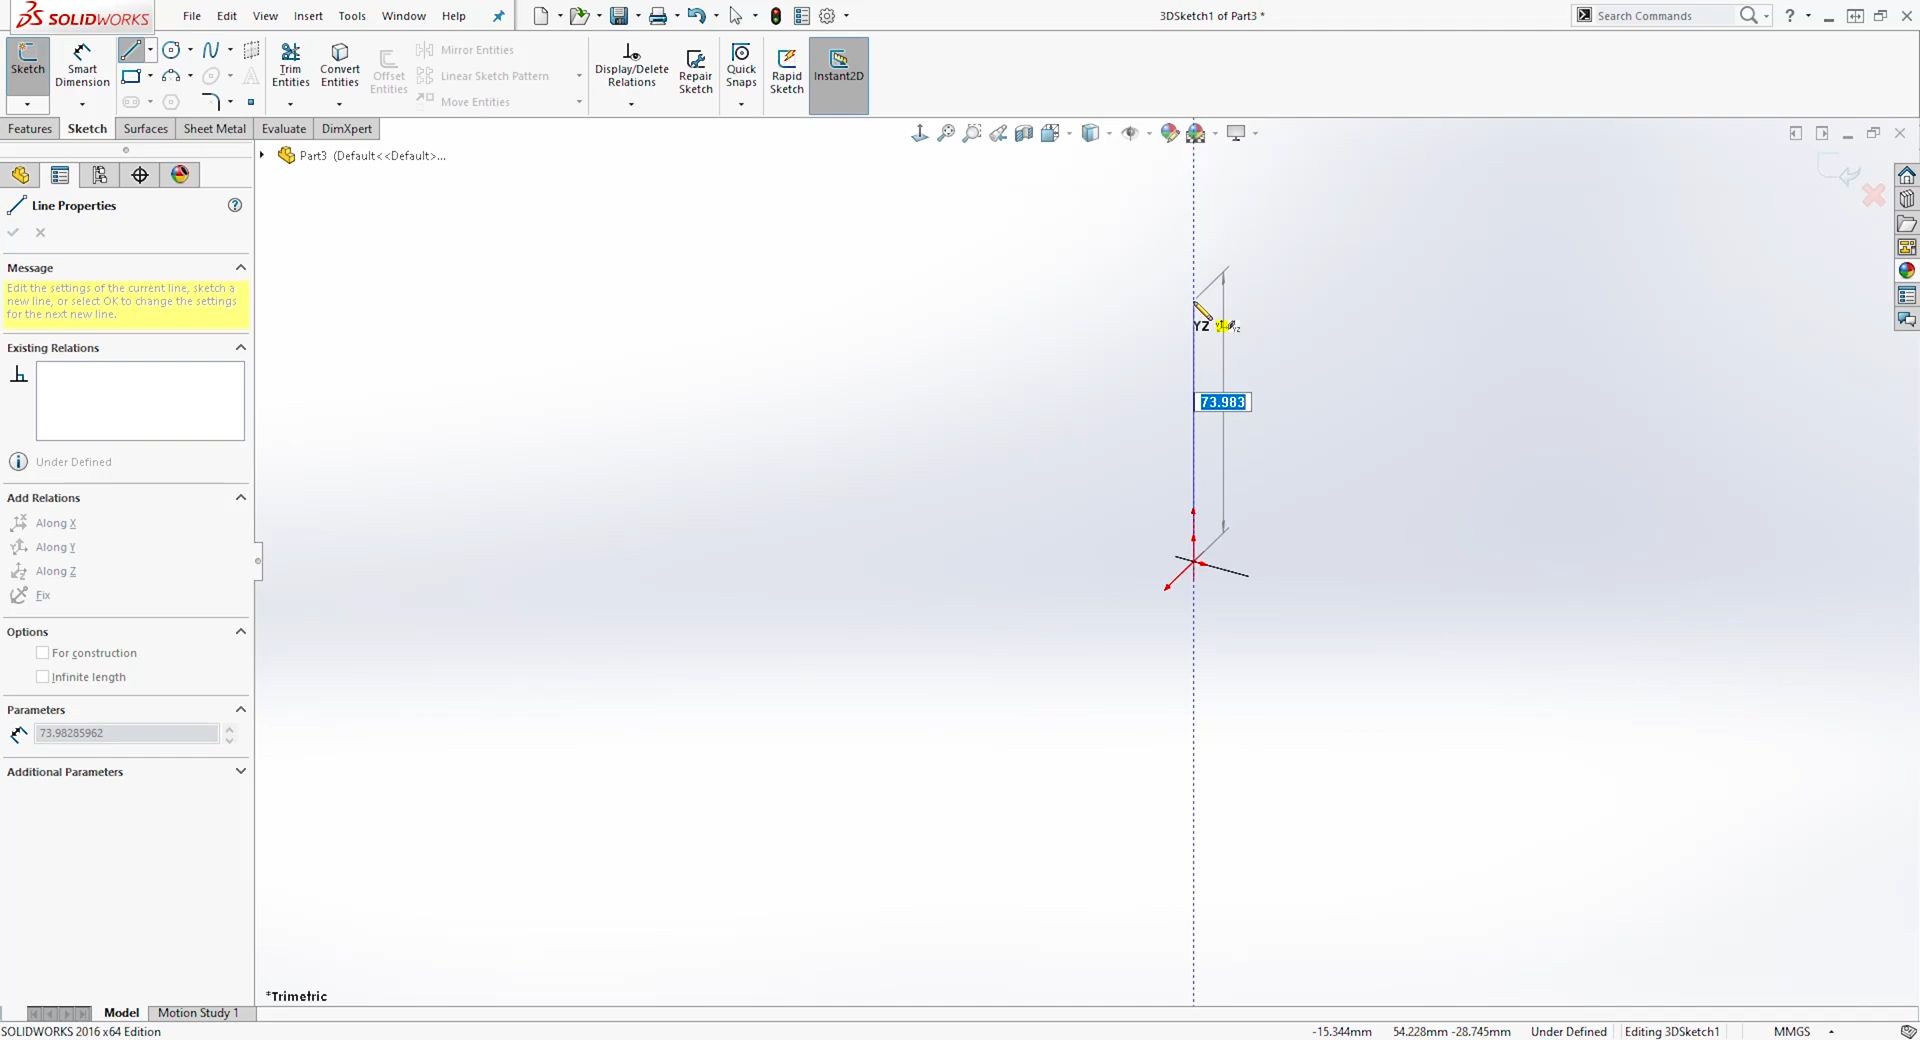 SOLIDWORKS
File Edit View Insert Tools Window Help
3DSketch1 of Part3 *
Search Commands
Sketch
Smart Dimension
Trim Entities
Convert Entities
Offset Entities
Mirror Entities
Linear Sketch Pattern
Move Entities
Display/Delete Relations
Repair Sketch
Quick Snaps
Rapid Sketch
Instant2D
Features Sketch Surfaces Sheet Metal Evaluate DimXpert
Part3 (Default<<Default>...
Line Properties
Message
Edit the settings of the current line, sketch a
new line, or select OK to change the settings
for the next new line.
Existing Relations
Under Defined
Add Relations
Along X
Along Y
Along Z
Fix
Options
For construction
Infinite length
Parameters
73.98285962
Additional Parameters
YZ
73.983
*Trimetric
Model Motion Study 1
SOLIDWORKS 2016 x64 Edition
-15.344mm 54.228mm -28.745mm Under Defined Editing 3DSketch1 MMGS